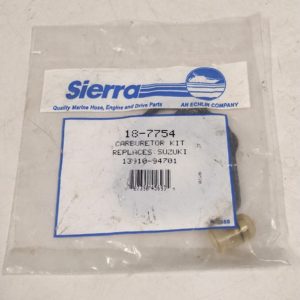 Sierra
AN ECHLIN COMPANY
Quality Marine Hose, Engine and Drive Parts
18-7754
CARBURETOR KIT
REPLACES SUZUKI
13910-94701